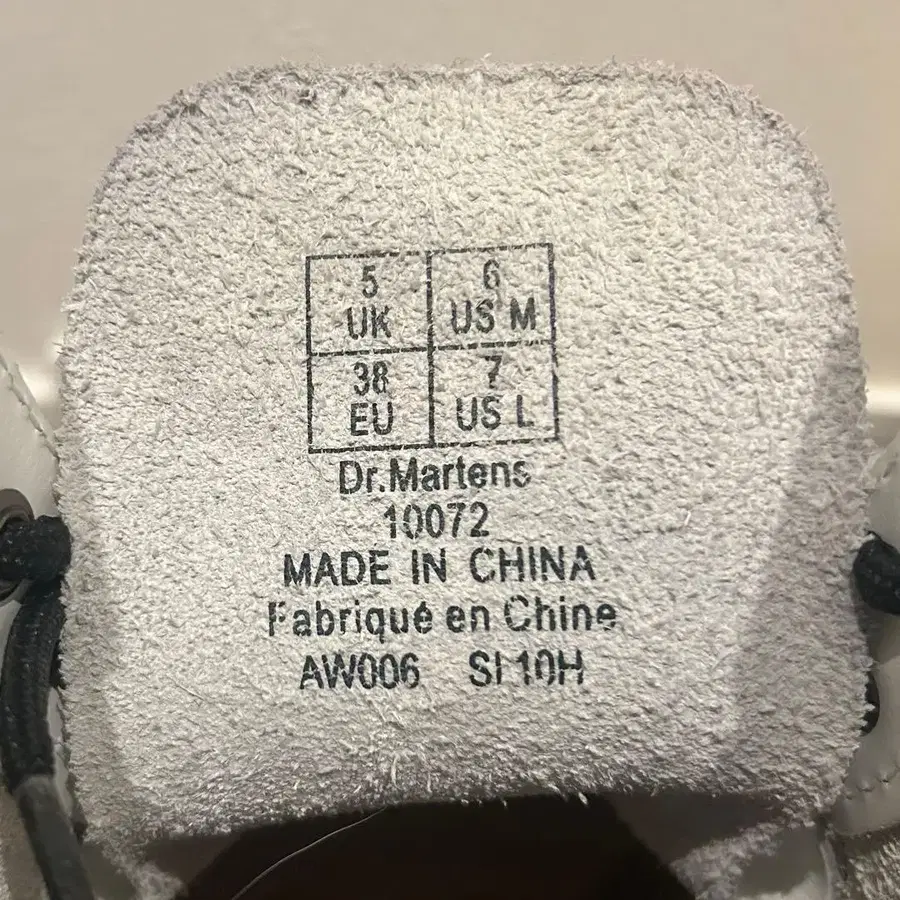 5 6
UK US M
38 7
EU US L
Dr.Martens
10072
MADE IN CHINA
Fabriqué en Chine
AW006 SI 10H